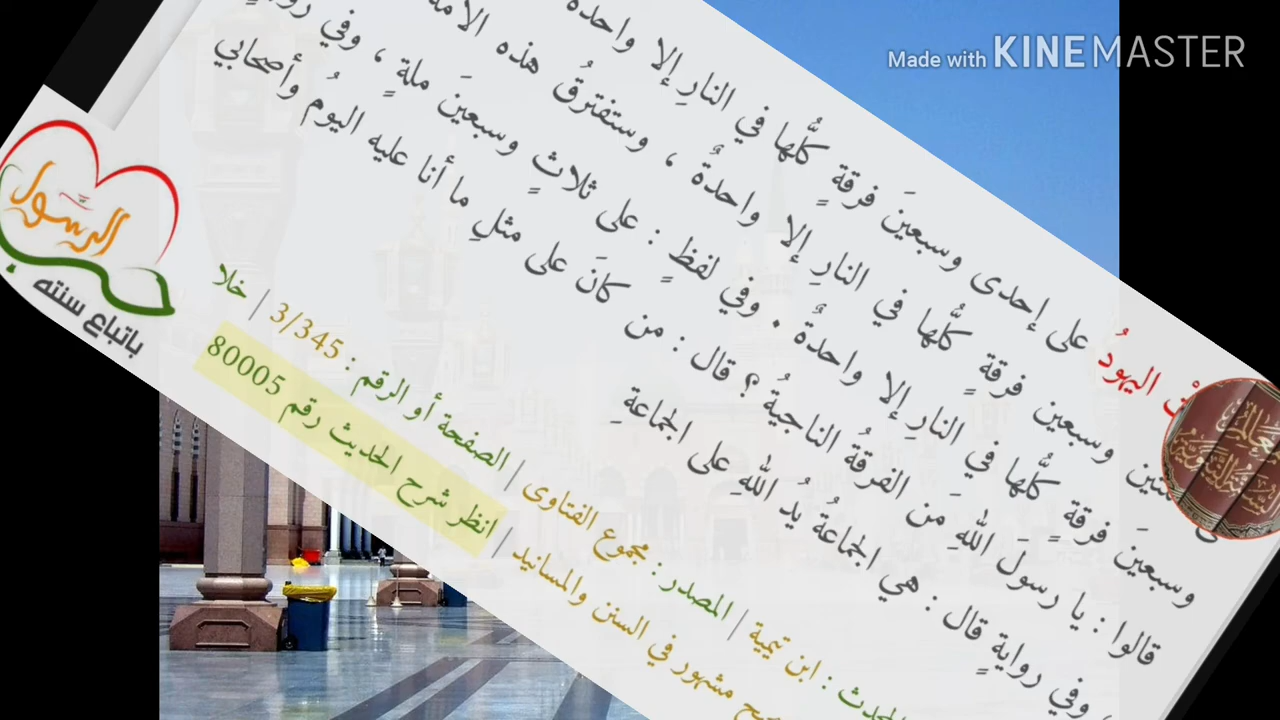 Made with KINEMASTER
اليهودُ على إحدى وسبعينَ فرقةٍ كلُّها في النارِ إلا واحدةً
وسبعين فرقةٍ كلُّها في النارِ إلا واحدةٌ ، وستفترقُ هذه
وسبعينَ فرقةٍ كلُّها في النارِ إلا واحدةٌ . وفي لفظٍ : على ثلاثٍ وسبعينَ ملةٍ ، وفي
قالوا : يا رسولَ اللهِ مَن الفرقةُ الناجيةُ ؟ قال : من كانَ على مثلِ ما أنا عليه اليومُ وأصحابي
وفي روايةٍ قال : هي الجماعةُ يدُ اللهِ على الجماعةِ
ابن تيمية | المصدر : مجموع الفتاوى | الصفحة أو الرقم : 3/345 | خلا
مشهور في السنن والمسانيد | انظر شرح الحديث رقم 80005
الرسول
باتباع سنته